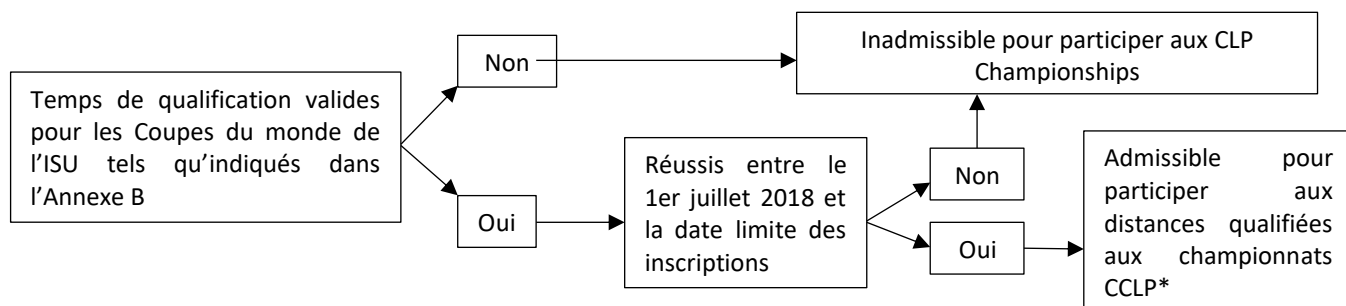 Non
Inadmissible pour participer aux CLP
Championships
Temps de qualification valides
pour les Coupes du monde de
l’ISU tels qu’indiqués dans
l’Annexe B
Oui
Réussis entre le
1er juillet 2018 et
la date limite des
inscriptions
Non
Oui
Admissible pour
participer aux
distances qualifiées
aux championnats
CCLP*